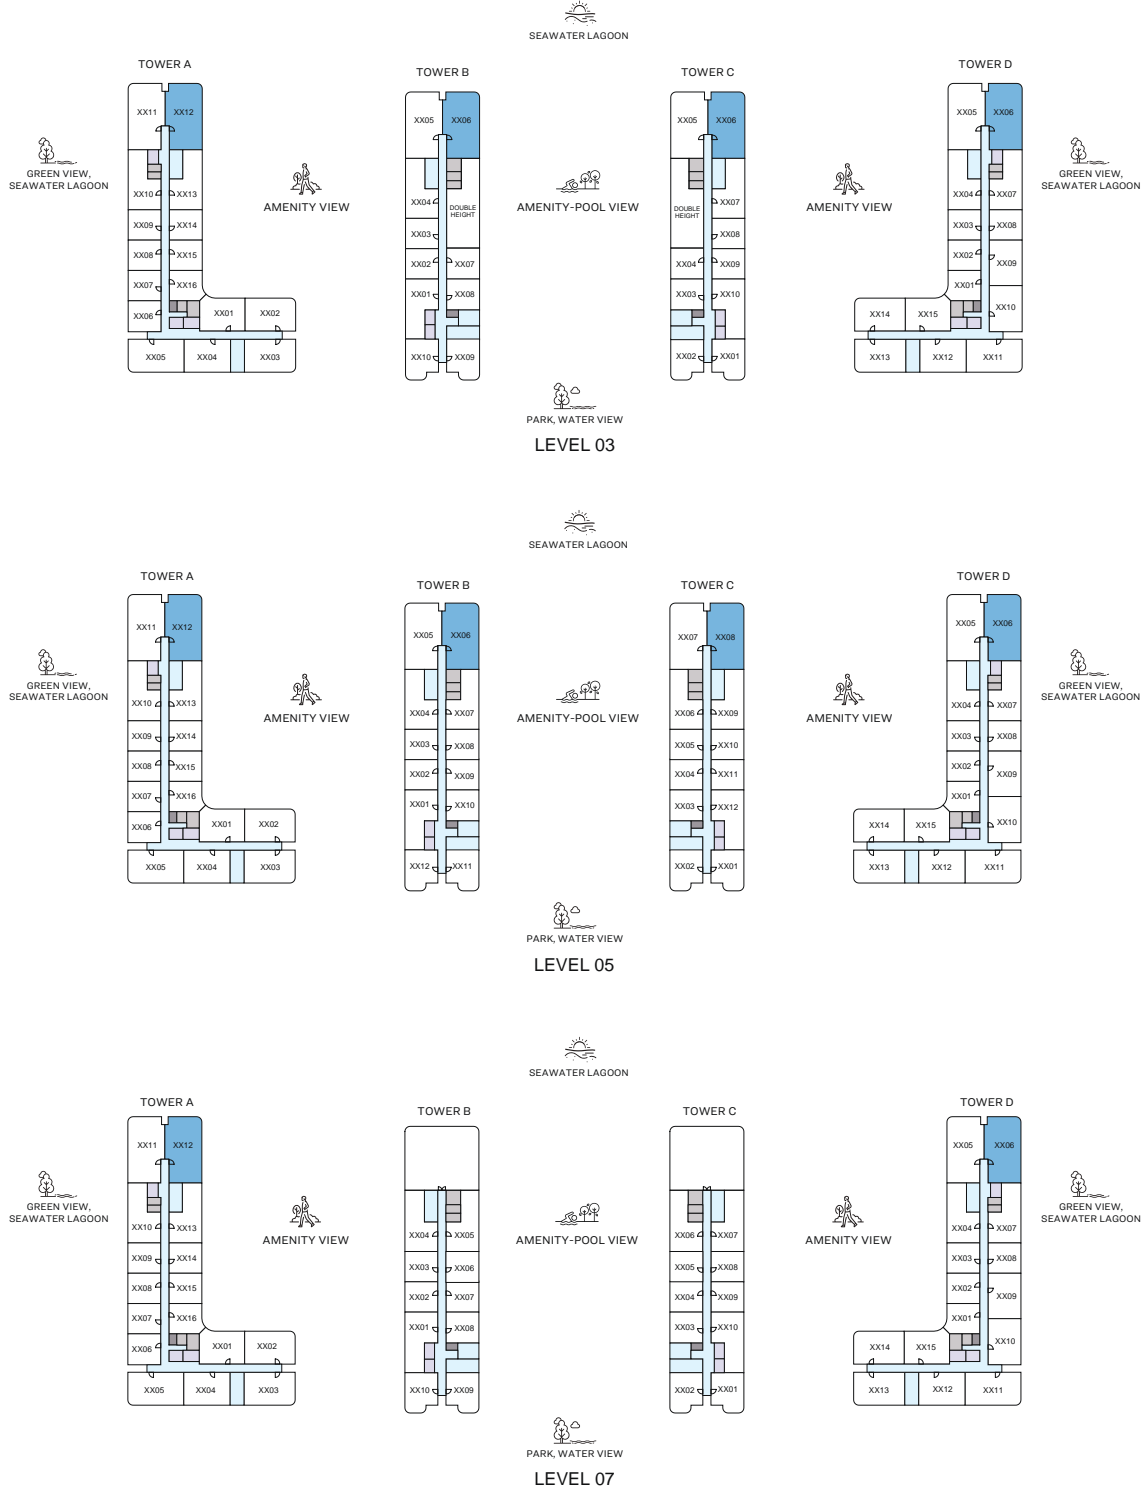 SEAWATER LAGOON
TOWER A
TOWER B
TOWER C
TOWER D
XX11 XX12
XX05 XX06
XX05 XX06
XX05 XX06
GREEN VIEW,
SEAWATER LAGOON
AMENITY VIEW
AMENITY-POOL VIEW
AMENITY VIEW
GREEN VIEW,
SEAWATER LAGOON
XX10 XX13
XX09 XX14
XX08 XX15
XX07 XX16
XX06 XX01 XX02
XX05 XX04 XX03
XX04 DOUBLE
HEIGHT
XX03
XX02 XX07
XX01 XX08
XX10 XX09
DOUBLE
HEIGHT
XX07
XX08
XX04 XX09
XX03 XX10
XX02 XX01
XX04 XX07
XX03 XX08
XX02 XX09
XX01
XX14 XX15 XX10
XX13 XX12 XX11
PARK, WATER VIEW
LEVEL 03
SEAWATER LAGOON
TOWER A
TOWER B
TOWER C
TOWER D
XX11 XX12
XX05 XX06
XX07 XX08
XX05 XX06
GREEN VIEW,
SEAWATER LAGOON
AMENITY VIEW
AMENITY-POOL VIEW
AMENITY VIEW
GREEN VIEW,
SEAWATER LAGOON
XX10 XX13
XX09 XX14
XX08 XX15
XX07 XX16
XX06 XX01 XX02
XX05 XX04 XX03
XX04 XX07
XX03 XX08
XX02 XX09
XX01 XX10
XX12 XX11
XX06 XX09
XX05 XX10
XX04 XX11
XX03 XX12
XX02 XX01
XX04 XX07
XX03 XX08
XX02 XX09
XX01
XX14 XX15 XX10
XX13 XX12 XX11
PARK, WATER VIEW
LEVEL 05
SEAWATER LAGOON
TOWER A
TOWER B
TOWER C
TOWER D
XX11 XX12
XX05 XX06
GREEN VIEW,
SEAWATER LAGOON
AMENITY VIEW
AMENITY-POOL VIEW
AMENITY VIEW
GREEN VIEW,
SEAWATER LAGOON
XX10 XX13
XX09 XX14
XX08 XX15
XX07 XX16
XX06 XX01 XX02
XX05 XX04 XX03
XX04 XX05
XX03 XX06
XX02 XX07
XX01 XX08
XX10 XX09
XX06 XX07
XX05 XX08
XX04 XX09
XX03 XX10
XX02 XX01
XX04 XX07
XX03 XX08
XX02 XX09
XX01
XX14 XX15 XX10
XX13 XX12 XX11
PARK, WATER VIEW
LEVEL 07